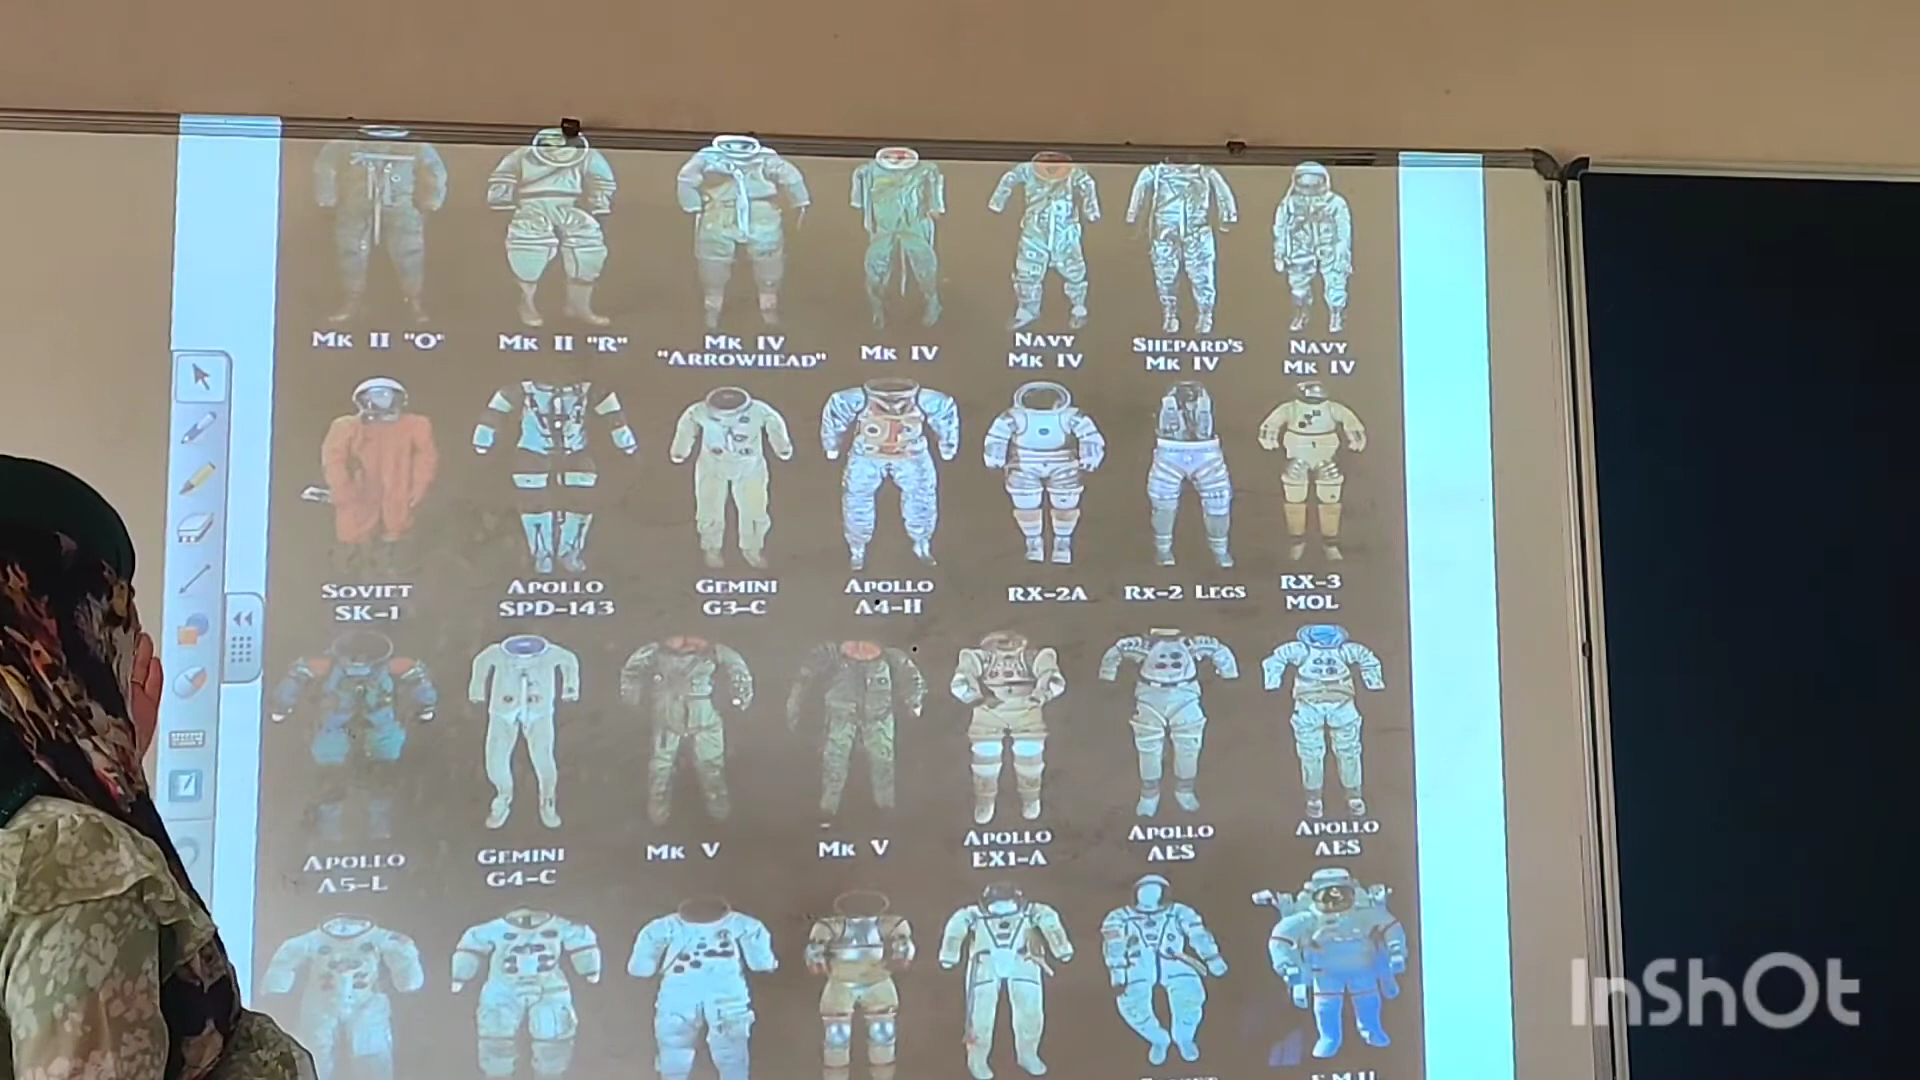 Mk II "O"
Mk II "R"
Mk IV
"Arrowhead"
Mk IV
Navy
Mk IV
Shepard's
Mk IV
Navy
Mk IV
Soviet
SK-1
Apollo
SPD-143
Gemini
G3-C
Apollo
A4-H
RX-2A
Rx-2 Legs
RX-3
MOL
Apollo
A5-L
Gemini
G4-C
Mk V
Mk V
Apollo
EX1-A
Apollo
AES
Apollo
AES
E.M.U.
InShOt